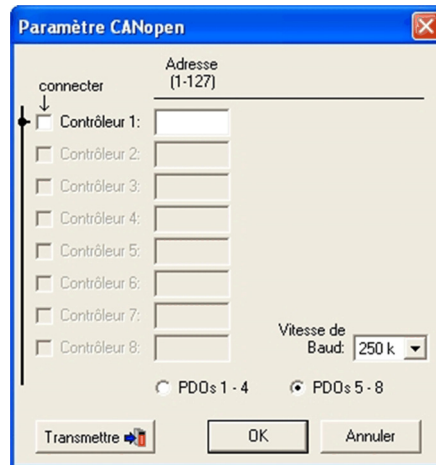 Paramètre CANopen
Adresse
(1-127)
connecter
Contrôleur 1:
Contrôleur 2:
Contrôleur 3:
Contrôleur 4:
Contrôleur 5:
Contrôleur 6:
Contrôleur 7:
Contrôleur 8:
Vitesse de
Baud: 250 k
PDOs 1 - 4 PDOs 5 - 8
Transmettre OK Annuler